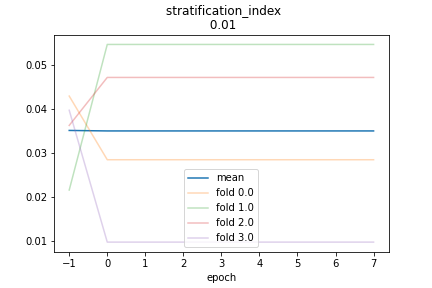 stratification_index
0.01
0.05
0.04
0.03
0.02
0.01
mean
fold 0.0
fold 1.0
fold 2.0
fold 3.0
−1 0 1 2 3 4 5 6 7
epoch